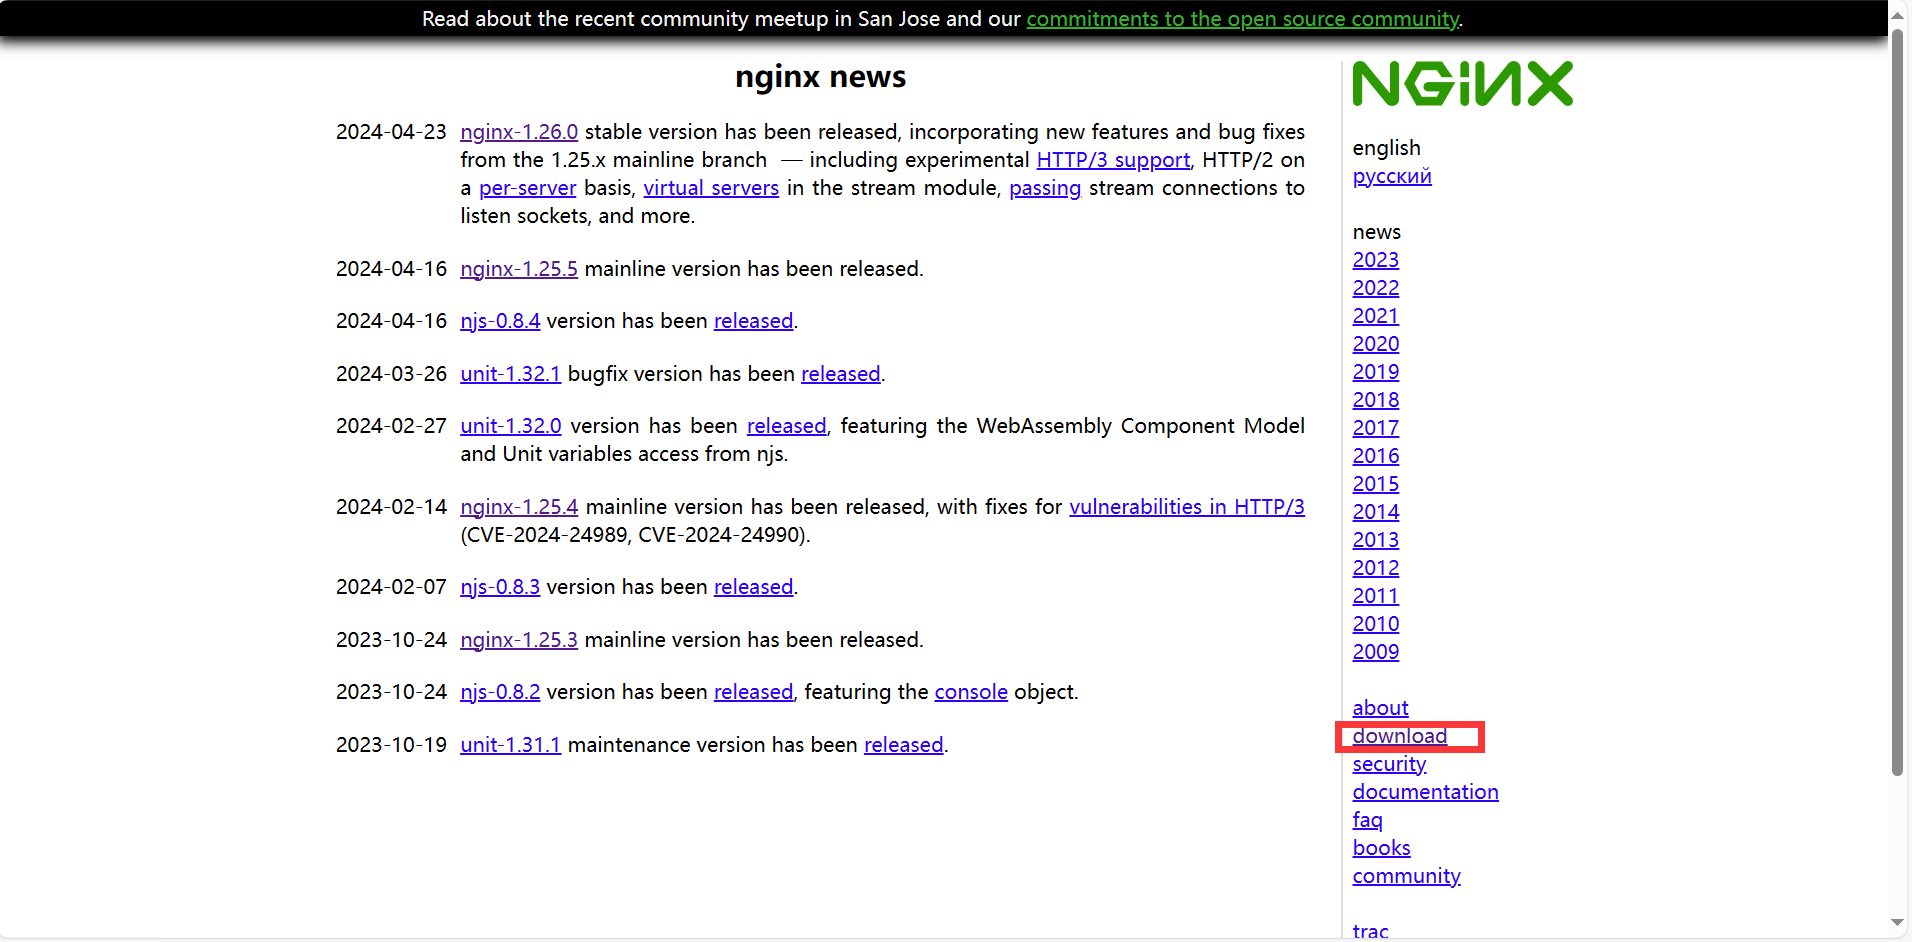 Read about the recent community meetup in San Jose and our commitments to the open source community.
nginx news
2024-04-23 nginx-1.26.0 stable version has been released, incorporating new features and bug fixes
from the 1.25.x mainline branch — including experimental HTTP/3 support, HTTP/2 on
a per-server basis, virtual servers in the stream module, passing stream connections to
listen sockets, and more.
2024-04-16 nginx-1.25.5 mainline version has been released.
2024-04-16 njs-0.8.4 version has been released.
2024-03-26 unit-1.32.1 bugfix version has been released.
2024-02-27 unit-1.32.0 version has been released, featuring the WebAssembly Component Model
and Unit variables access from njs.
2024-02-14 nginx-1.25.4 mainline version has been released, with fixes for vulnerabilities in HTTP/3
(CVE-2024-24989, CVE-2024-24990).
2024-02-07 njs-0.8.3 version has been released.
2023-10-24 nginx-1.25.3 mainline version has been released.
2023-10-24 njs-0.8.2 version has been released, featuring the console object.
2023-10-19 unit-1.31.1 maintenance version has been released.
NGiNX
english
русский
news
2023
2022
2021
2020
2019
2018
2017
2016
2015
2014
2013
2012
2011
2010
2009
about
download
security
documentation
faq
books
community
trac